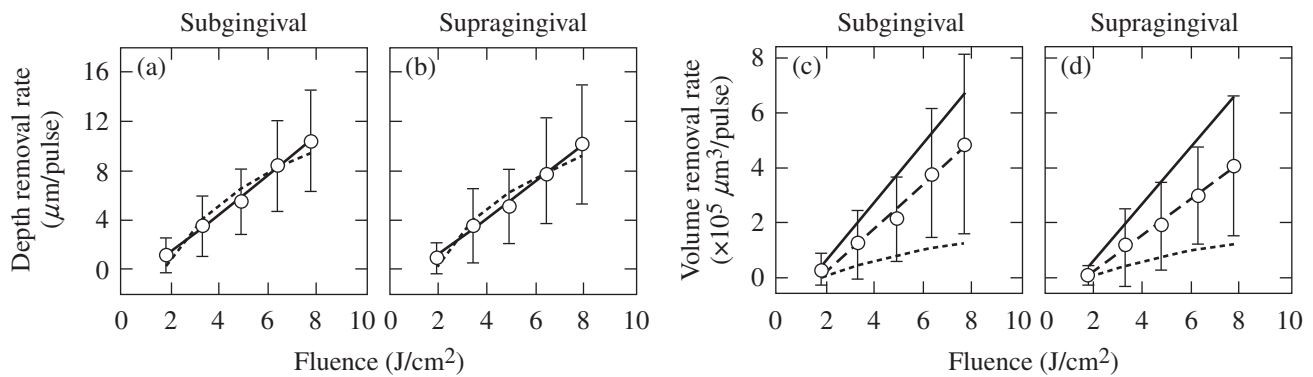 Subgingival
Supragingival
Subgingival
Supragingival
(a)
(b)
(c)
(d)
Depth removal rate
(μm/pulse)
16
12
8
4
0
0 2 4 6 8 10
0 2 4 6 8 10
Fluence (J/cm²)
Volume removal rate
(×10⁵ μm³/pulse)
8
6
4
2
0
0 2 4 6 8 10
0 2 4 6 8 10
Fluence (J/cm²)